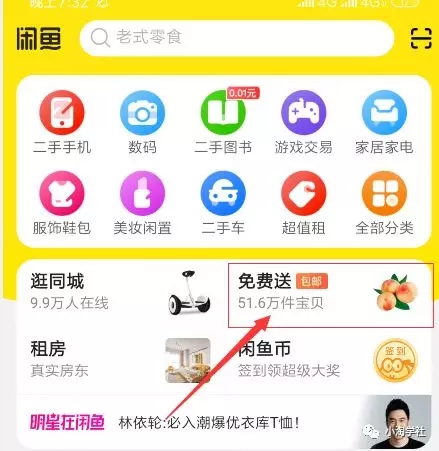 晚上7:32 4G 4G
闲鱼 老式零食
0.01元
二手手机 数码 二手图书 游戏交易 家居家电
服饰鞋包 美妆闲置 二手车 超值租 全部分类
逛同城
9.9万人在线
免费送 包邮
51.6万件宝贝
租房
真实房东
闲鱼币
签到领超级大奖
签到
明星在闲鱼 林依轮:必入潮爆优衣库T恤!
小淘学社